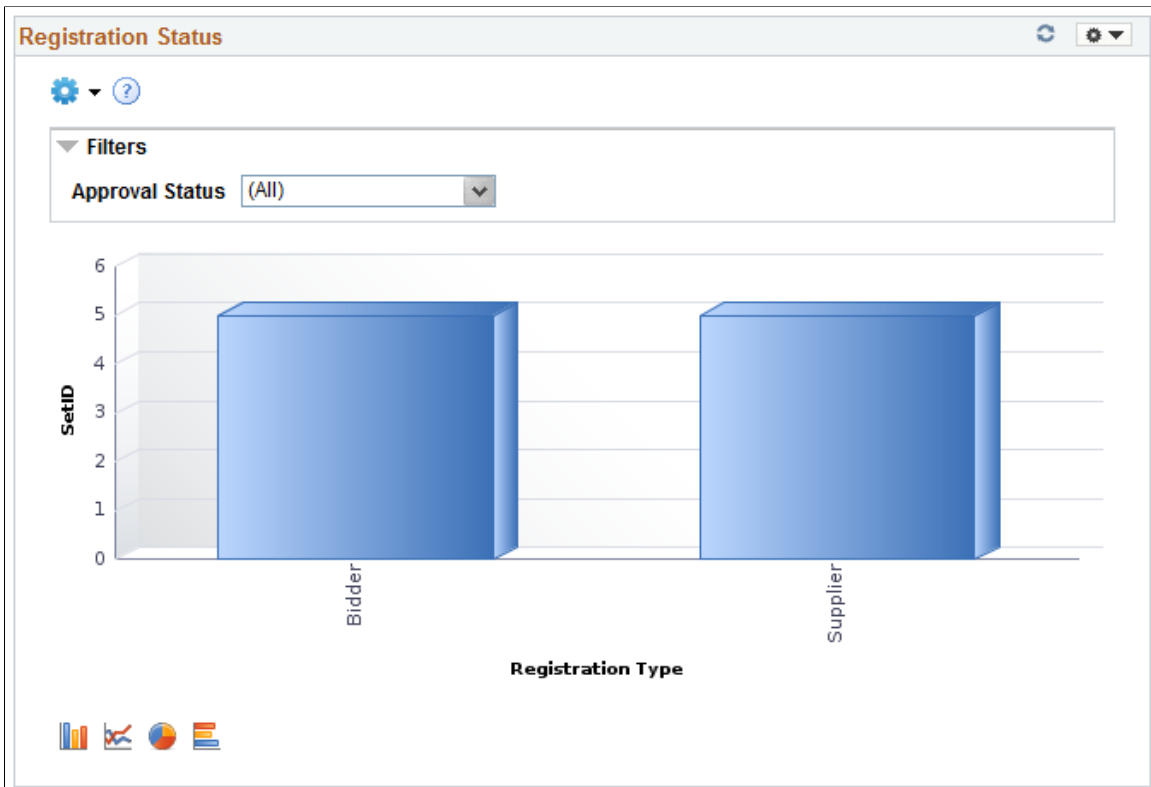 Registration Status
?
Filters
Approval Status (All)
6
5
4
3
2
1
0
SetID
Bidder
Supplier
Registration Type